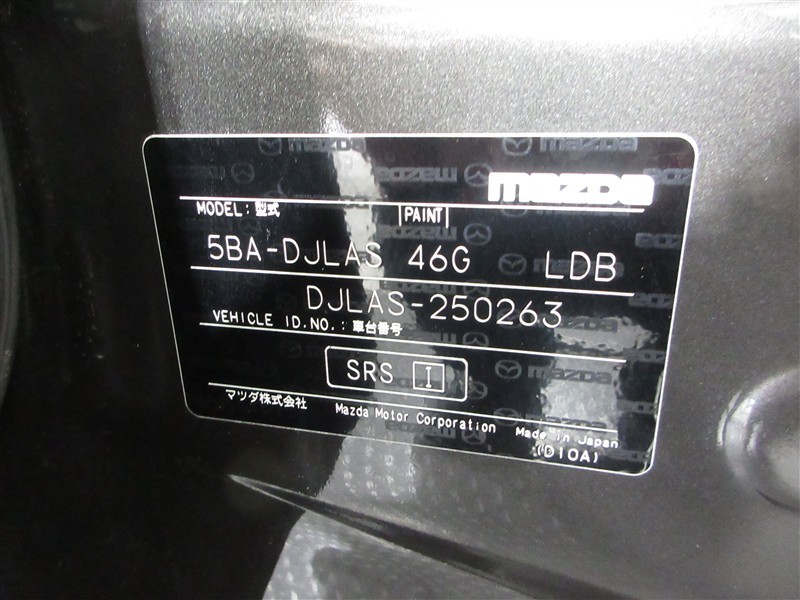 mazda
MODEL: 型式 PAINT
5BA-DJLAS 46G LDB
DJLAS-250263
VEHICLE ID.NO.: 車台番号
SRS I
マツダ株式会社 Mazda Motor Corporation Made in Japan
(D10A)